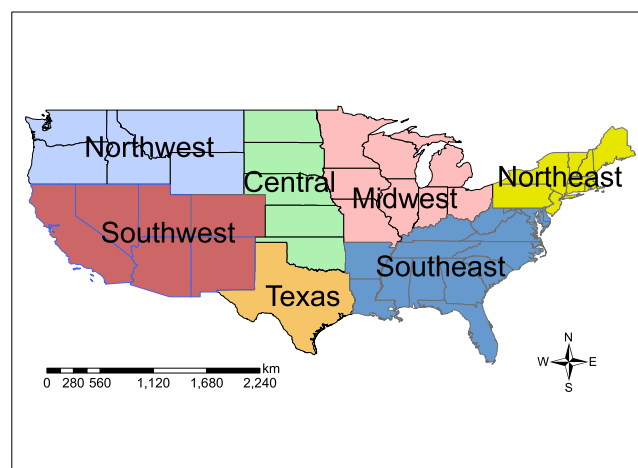 Northwest
Northeast
Central
Midwest
Southwest
Southeast
Texas
N
W E
S
km
0 280 560 1,120 1,680 2,240